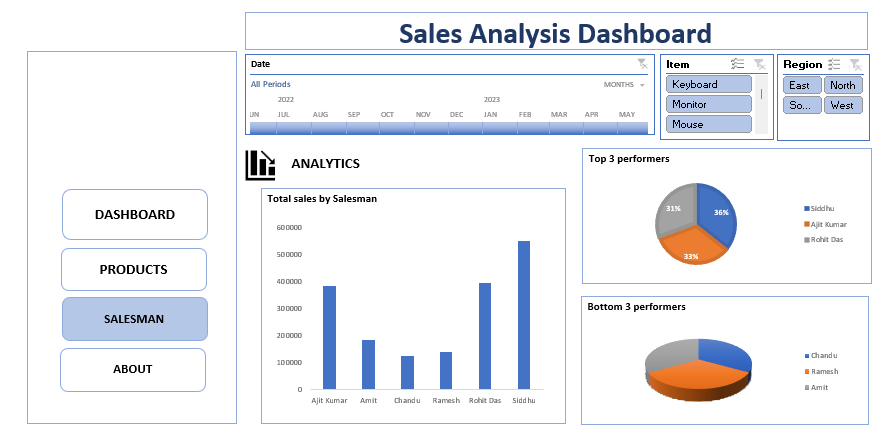 Sales Analysis Dashboard
Date
All Periods
MONTHS
2022
2023
UN JUL AUG SEP OCT NOV DEC JAN FEB MAR APR MAY
Item
Keyboard
Monitor
Mouse
Region
East North
So... West
DASHBOARD
PRODUCTS
SALESMAN
ABOUT
ANALYTICS
Total sales by Salesman
600000
500000
400000
300000
200000
100000
0
Ajit Kumar Amit Chandu Ramesh Rohit Das Siddhu
Top 3 performers
31%
36%
33%
Siddhu
Ajit Kumar
Rohit Das
Bottom 3 performers
Chandu
Ramesh
Amit